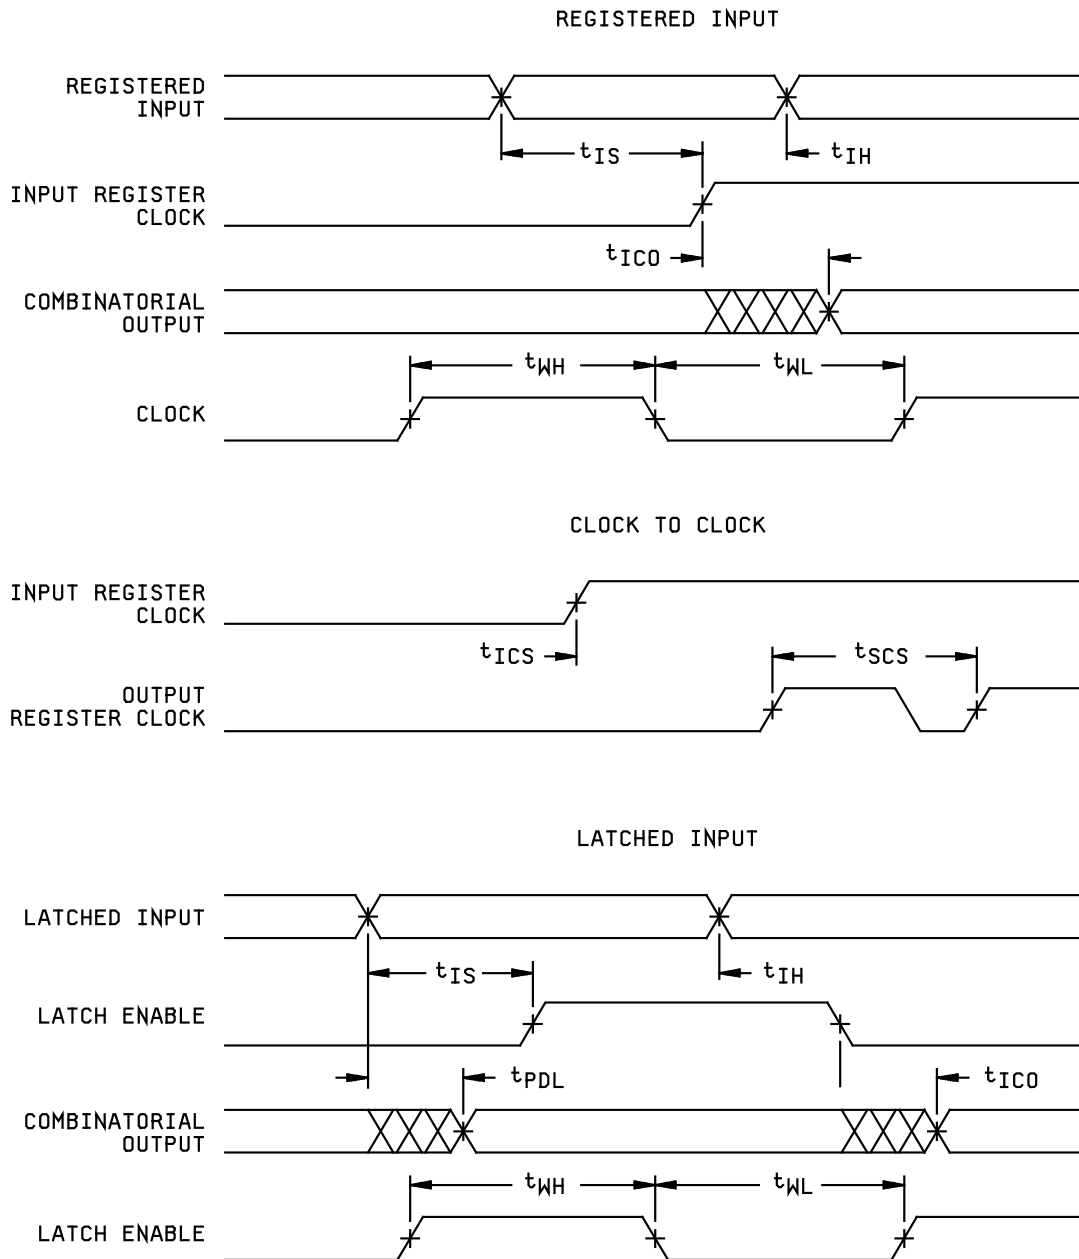 REGISTERED INPUT
REGISTERED
INPUT
tIS
tIH
INPUT REGISTER
CLOCK
tICO
COMBINATORIAL
OUTPUT
tWH
tWL
CLOCK
CLOCK TO CLOCK
INPUT REGISTER
CLOCK
tICS
tSCS
OUTPUT
REGISTER CLOCK
LATCHED INPUT
LATCHED INPUT
tIS
tIH
LATCH ENABLE
tPDL
tICO
COMBINATORIAL
OUTPUT
tWH
tWL
LATCH ENABLE